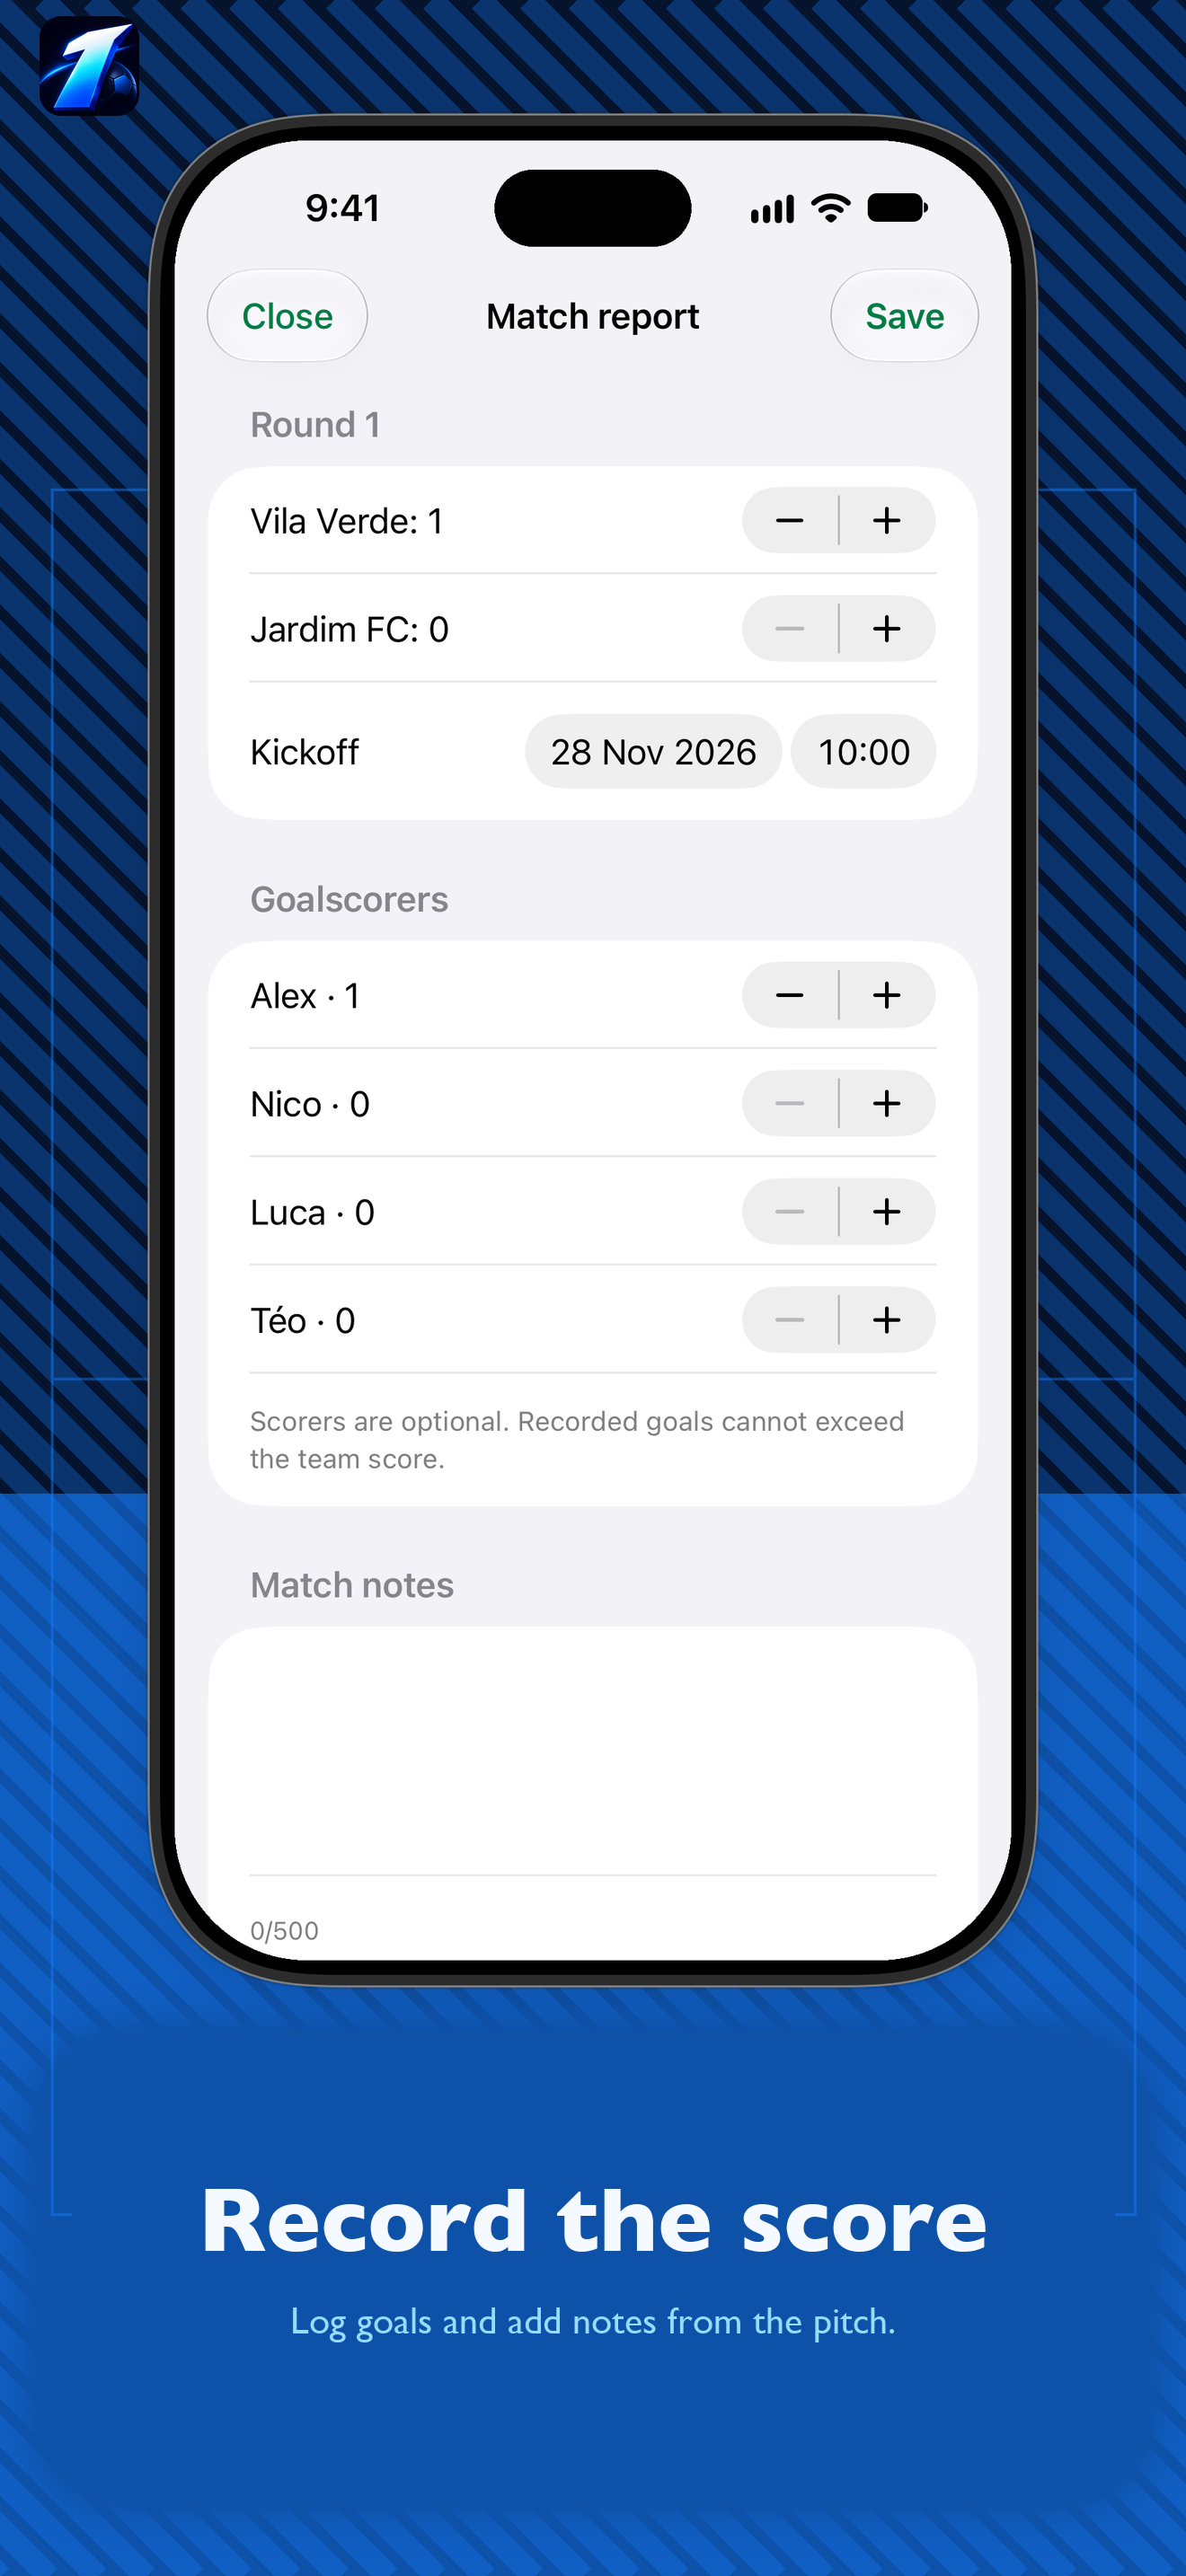 1
9:41
Close
Match report
Save
Round 1
Vila Verde: 1
Jardim FC: 0
Kickoff
28 Nov 2026
10:00
Goalscorers
Alex · 1
Nico · 0
Luca · 0
Téo · 0
Scorers are optional. Recorded goals cannot exceed
the team score.
Match notes
0/500
Record the score
Log goals and add notes from the pitch.